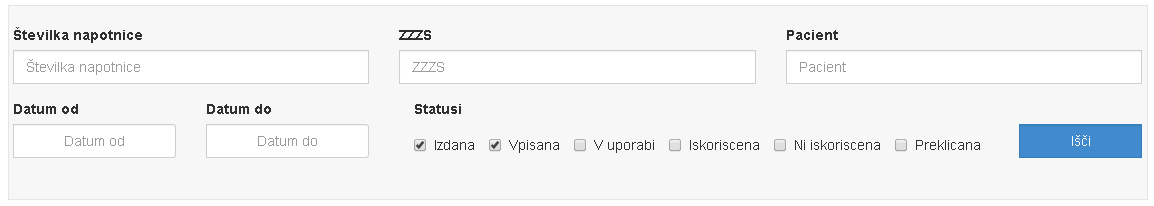 Številka napotnice ZZZS Pacient
Številka napotnice ZZZS Pacient
Datum od Datum do Statusi
Datum od Datum do Izdana Vpisana V uporabi Iskoriscena Ni iskoriscena Preklicana Išči